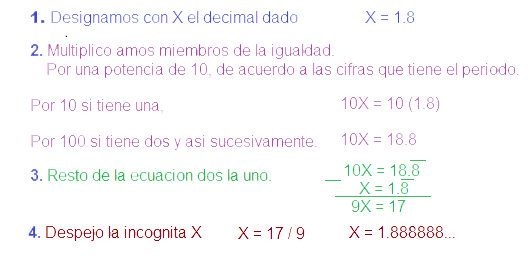 1. Designamos con X el decimal dado X = 1.8
2. Multiplico amos miembros de la igualdad.
Por una potencia de 10, de acuerdo a las cifras que tiene el periodo.
Por 10 si tiene una, 10X = 10 (1.8)
Por 100 si tiene dos y asi sucesivamente. 10X = 18.8
3. Resto de la ecuacion dos la uno. 10X = 18.8̅
X = 1.8̅
9X = 17
4. Despejo la incognita X X = 17 / 9 X = 1.888888...